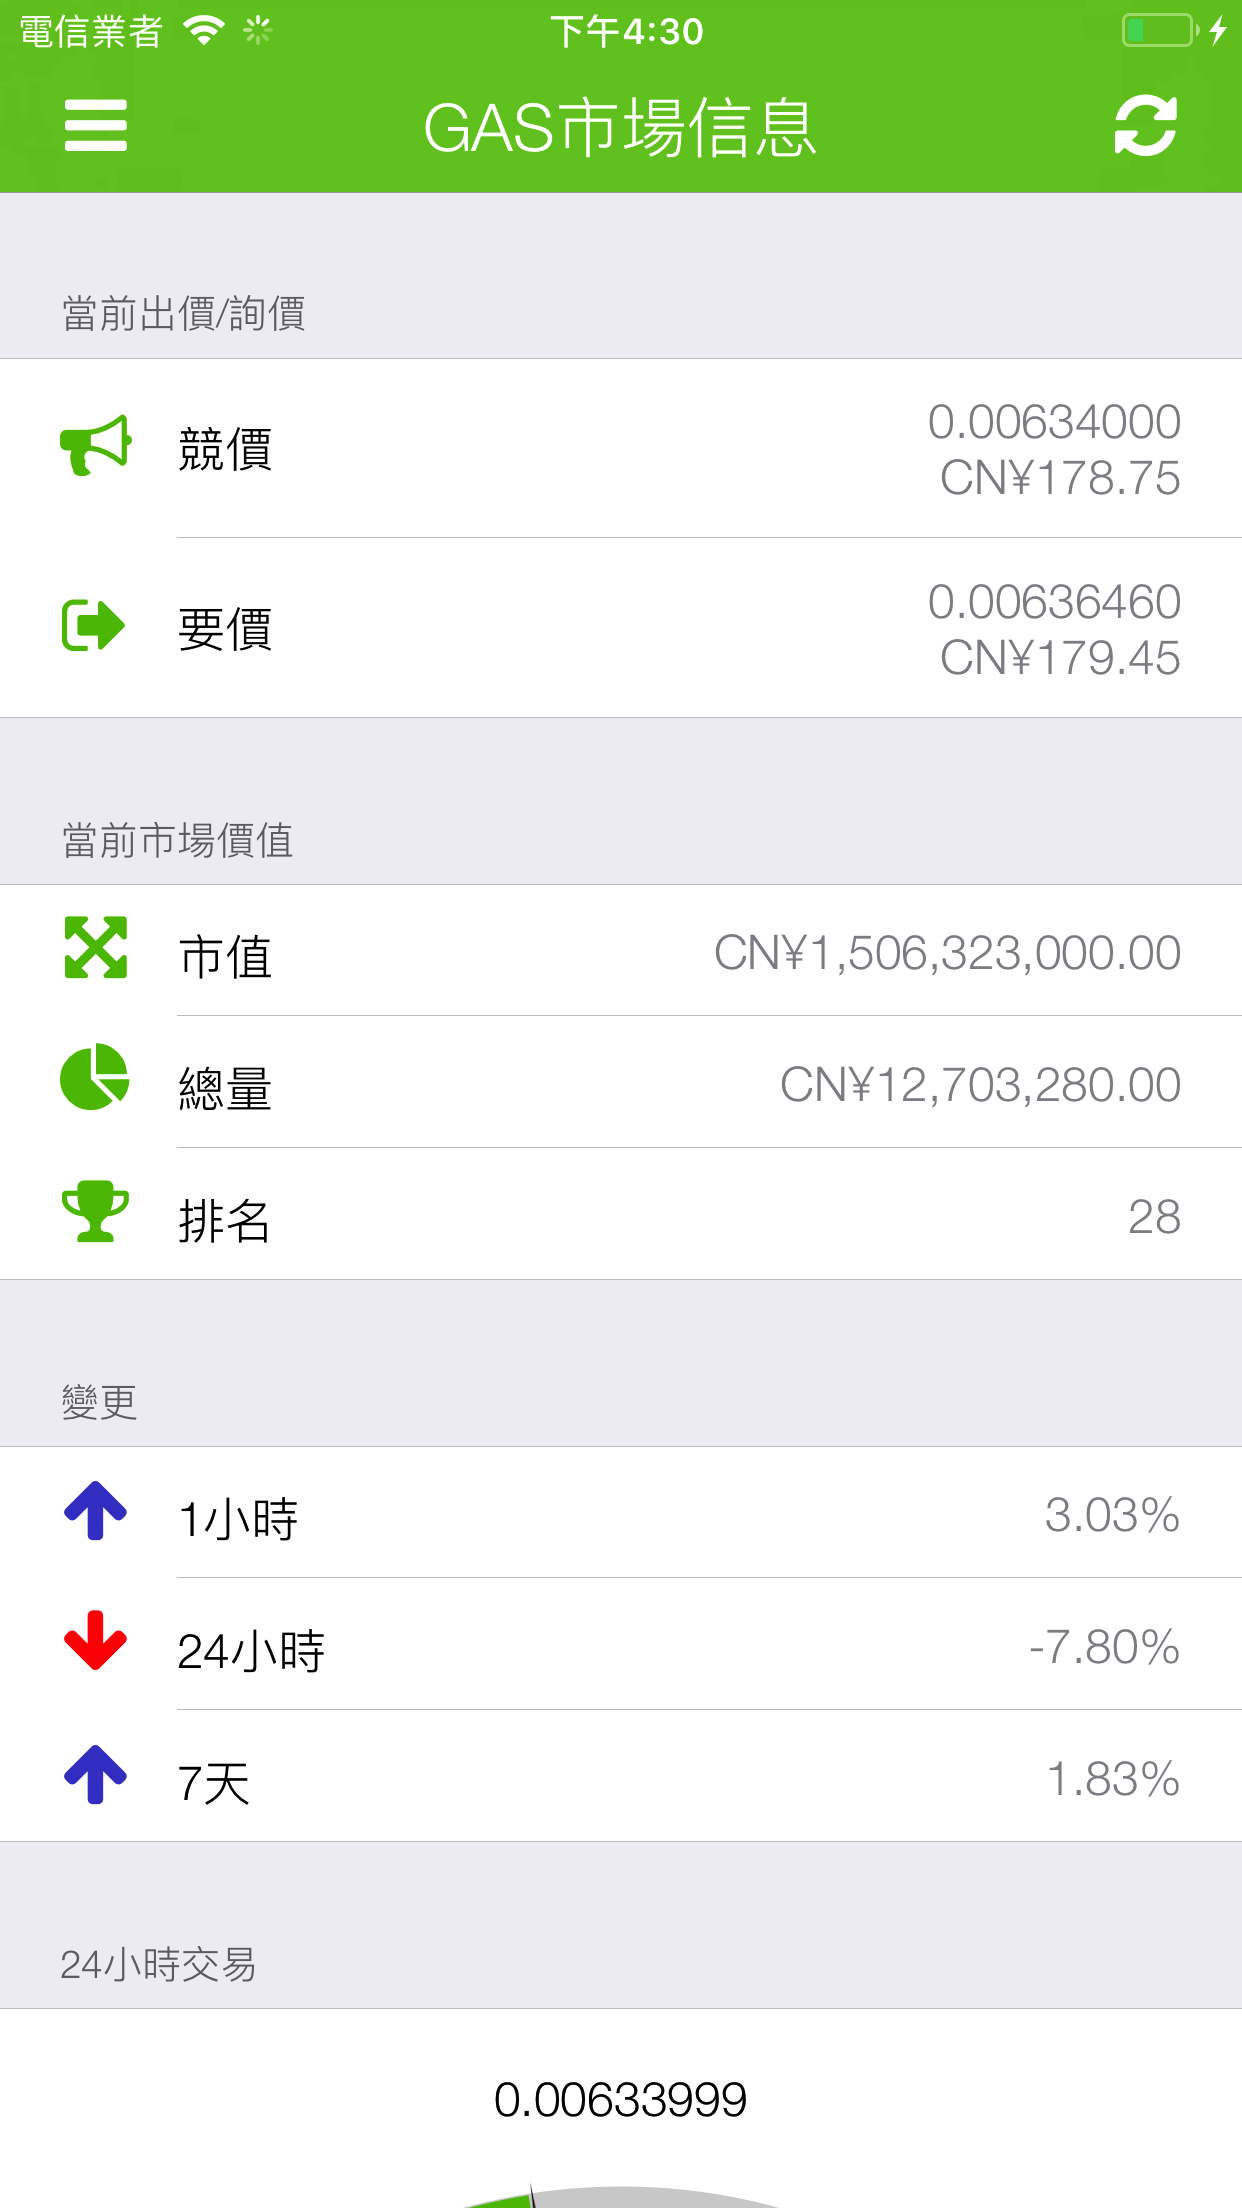 電信業者
下午4:30
GAS市場信息
當前出價/詢價
競價
0.00634000
CN¥178.75
要價
0.00636460
CN¥179.45
當前市場價值
市值
CN¥1,506,323,000.00
總量
CN¥12,703,280.00
排名
28
變更
1小時
3.03%
24小時
-7.80%
7天
1.83%
24小時交易
0.00633999